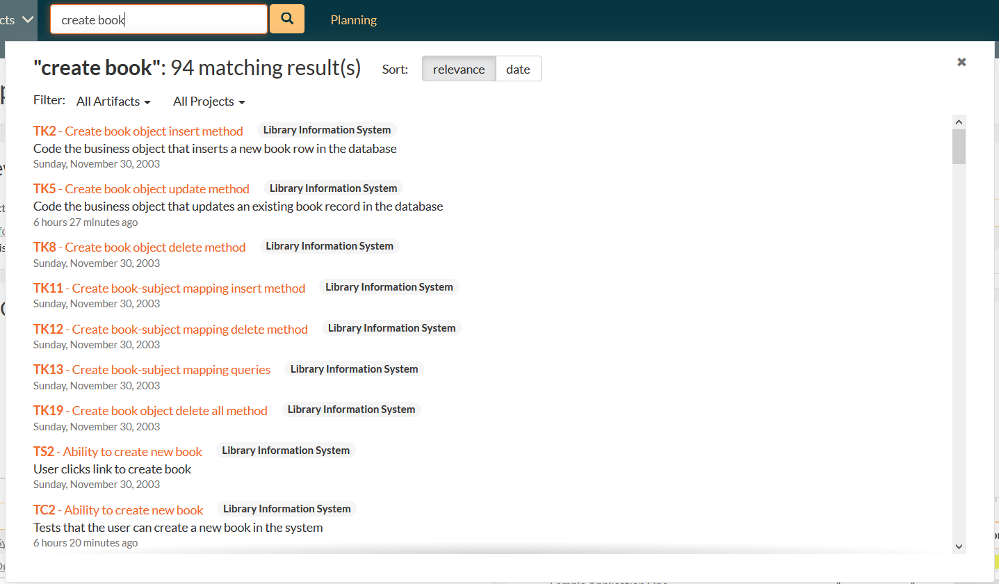 cts
create book
Planning
"create book": 94 matching result(s)
Sort:
relevance
date
Filter:
All Artifacts
All Projects
TK2 - Create book object insert method
Library Information System
Code the business object that inserts a new book row in the database
Sunday, November 30, 2003
TK5 - Create book object update method
Library Information System
Code the business object that updates an existing book record in the database
6 hours 27 minutes ago
TK8 - Create book object delete method
Library Information System
Sunday, November 30, 2003
TK11 - Create book-subject mapping insert method
Library Information System
Sunday, November 30, 2003
TK12 - Create book-subject mapping delete method
Library Information System
Sunday, November 30, 2003
TK13 - Create book-subject mapping queries
Library Information System
Sunday, November 30, 2003
TK19 - Create book object delete all method
Library Information System
Sunday, November 30, 2003
TS2 - Ability to create new book
Library Information System
User clicks link to create book
Sunday, November 30, 2003
TC2 - Ability to create new book
Library Information System
Tests that the user can create a new book in the system
6 hours 20 minutes ago